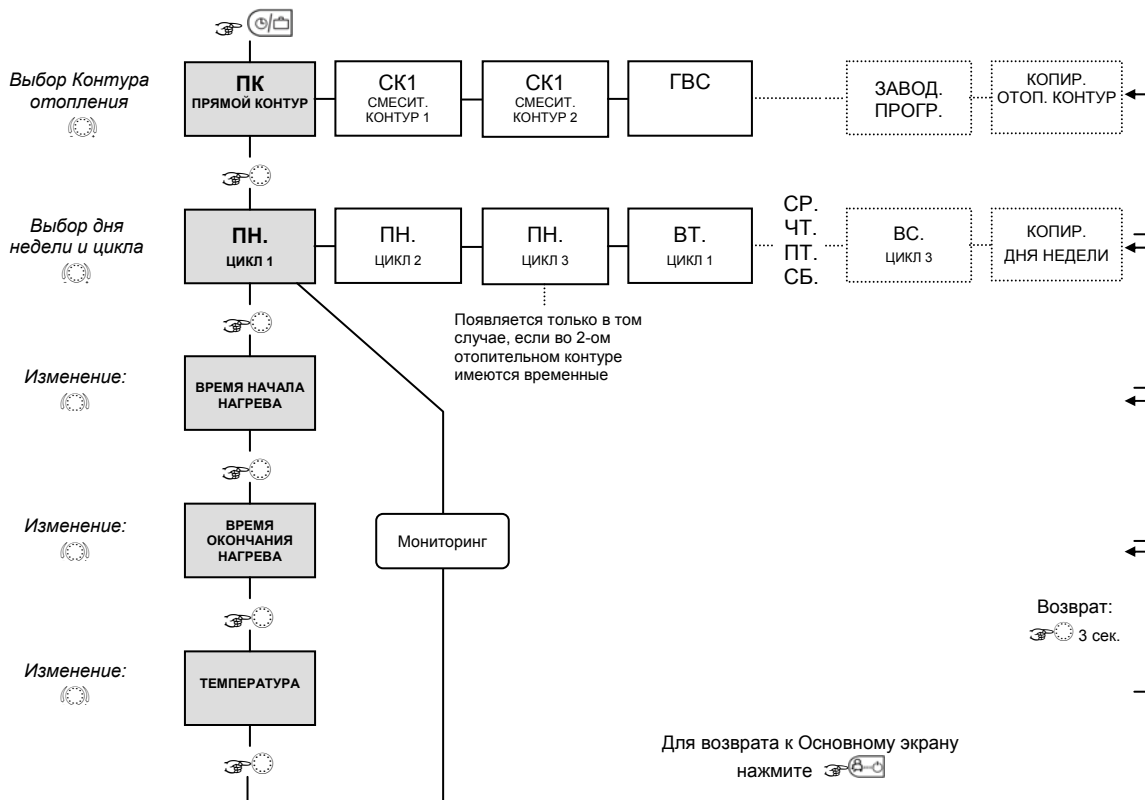 Выбор Контура
отопления
ПК
ПРЯМОЙ КОНТУР
СК1
СМЕСИТ.
КОНТУР 1
СК1
СМЕСИТ.
КОНТУР 2
ГВС
ЗАВОД.
ПРОГР.
КОПИР.
ОТОП. КОНТУР
Выбор дня
недели и цикла
ПН.
ЦИКЛ 1
ПН.
ЦИКЛ 2
ПН.
ЦИКЛ 3
ВТ.
ЦИКЛ 1
СР.
ЧТ.
ПТ.
СБ.
ВС.
ЦИКЛ 3
КОПИР.
ДНЯ НЕДЕЛИ
Появляется только в том
случае, если во 2-ом
отопительном контуре
имеются временные
Изменение:
ВРЕМЯ НАЧАЛА
НАГРЕВА
Изменение:
ВРЕМЯ
ОКОНЧАНИЯ
НАГРЕВА
Мониторинг
Возврат:
3 сек.
Изменение:
ТЕМПЕРАТУРА
Для возврата к Основному экрану
нажмите